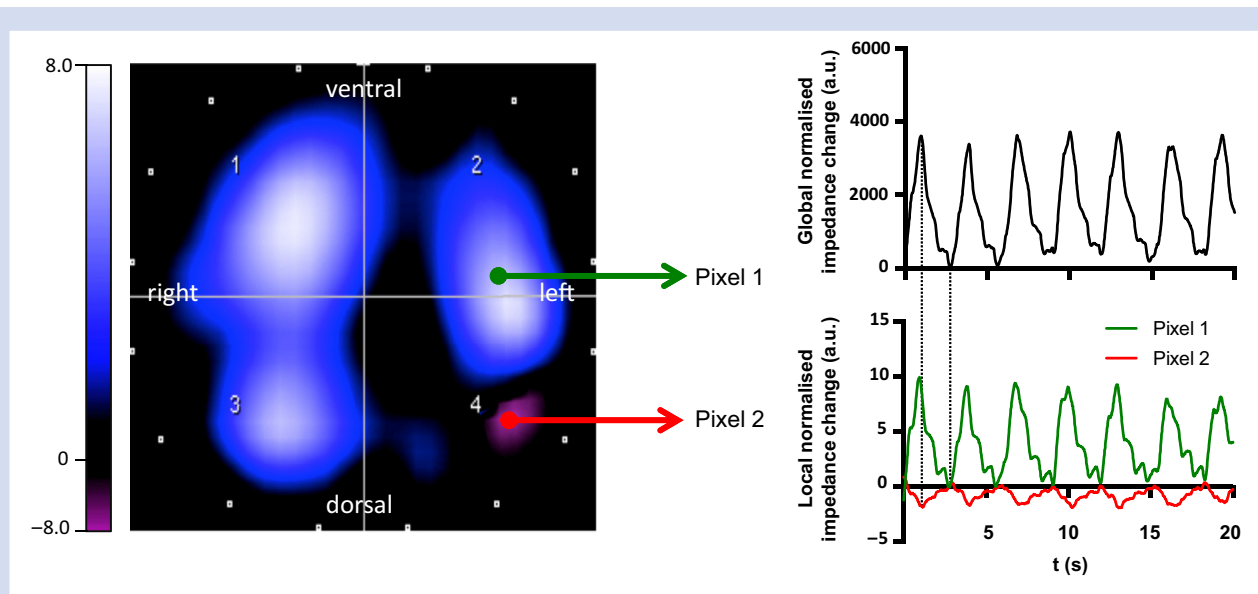 8.0
0
−8.0
ventral
1
2
right
left
3
4
dorsal
Pixel 1
Pixel 2
Global normalised
impedance change (a.u.)
6000
4000
2000
0
Local normalised
impedance change (a.u.)
15
10
5
0
−5
Pixel 1
Pixel 2
5
10
15
20
t (s)